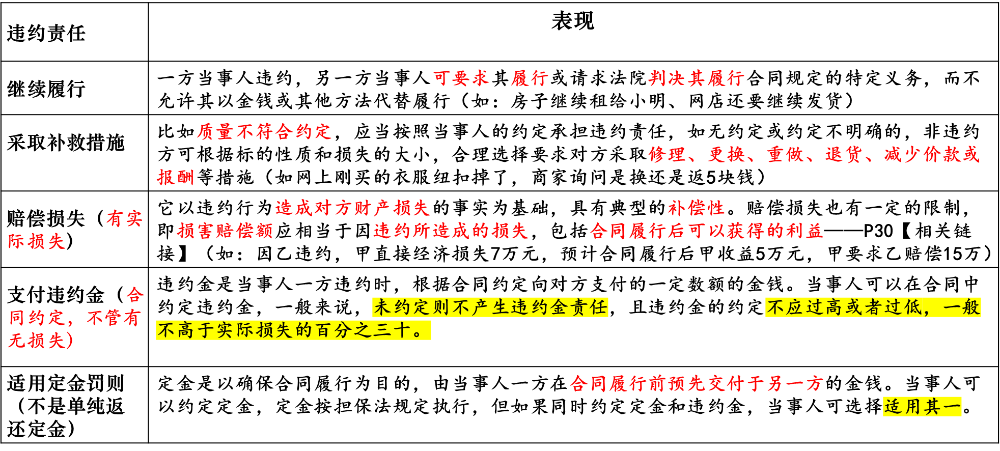 违约责任
表现
继续履行
一方当事人违约，另一方当事人可要求其履行或请求法院判决其履行合同规定的特定义务，而不
允许其以金钱或其他方法代替履行（如：房子继续租给小明、网店还要继续发货）
采取补救措施
比如质量不符合约定，应当按照当事人的约定承担违约责任，如无约定或约定不明确的，非违约
方可根据标的性质和损失的大小，合理选择要求对方采取修理、更换、重做、退货、减少价款或
报酬等措施（如网上刚买的衣服纽扣掉了，商家询问是换还是返5块钱）
赔偿损失（有实
际损失)
它以违约行为造成对方财产损失的事实为基础，具有典型的补偿性。赔偿损失也有一定的限制，
即损害赔偿额应相当于因违约所造成的损失，包括合同履行后可以获得的利益——P30【相关链
接】（如：因乙违约，甲直接经济损失7万元，预计合同履行后甲收益5万元，甲要求乙赔偿15万）
支付违约金（合
同约定，不管有
无损失)
违约金是当事人一方违约时，根据合同约定向对方支付的一定数额的金钱。当事人可以在合同中
约定违约金，一般来说，未约定则不产生违约金责任，且违约金的约定不应过高或者过低，一般
不高于实际损失的百分之三十。
适用定金罚则
（不是单纯返
还定金）
定金是以确保合同履行为目的，由当事人一方在合同履行前预先交付于另一方的金钱。当事人可
以约定定金，定金按担保法规定执行，但如果同时约定定金和违约金，当事人可选择适用其一。